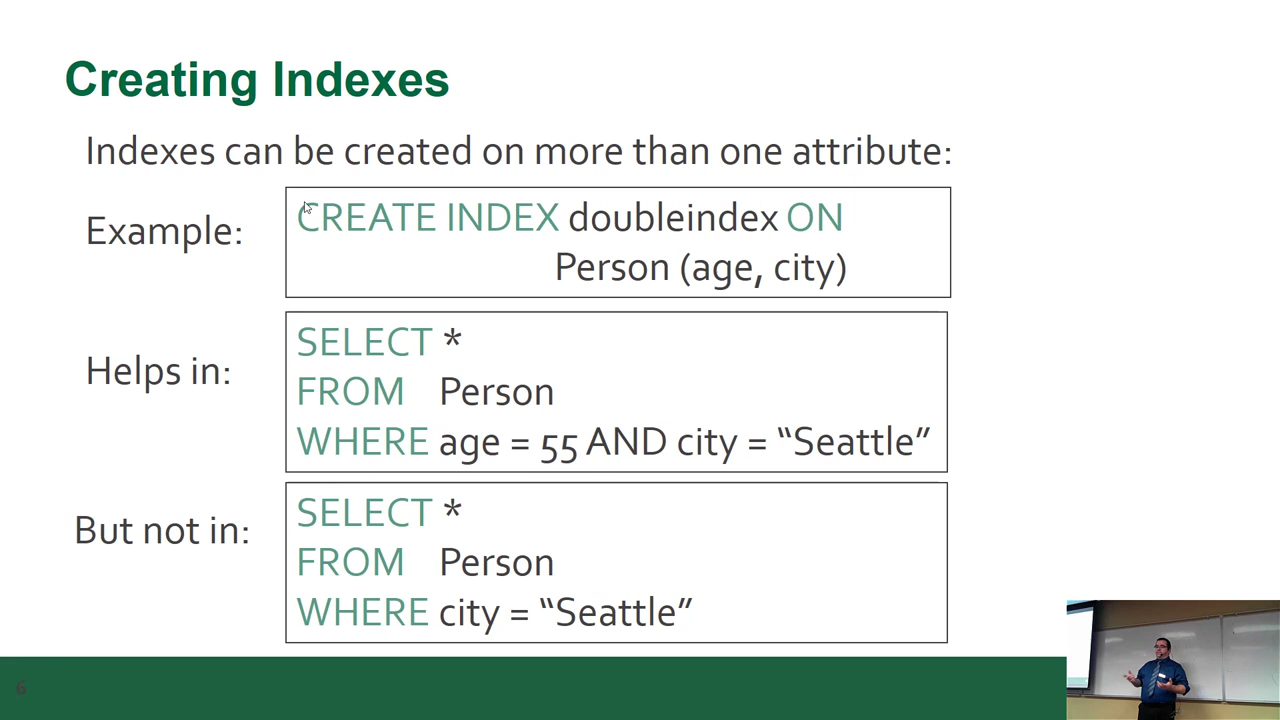 Creating Indexes
Indexes can be created on more than one attribute:
Example:
CREATE INDEX doubleindex ON
Person (age, city)
Helps in:
SELECT *
FROM Person
WHERE age = 55 AND city = “Seattle”
But not in:
SELECT *
FROM Person
WHERE city = “Seattle”
6